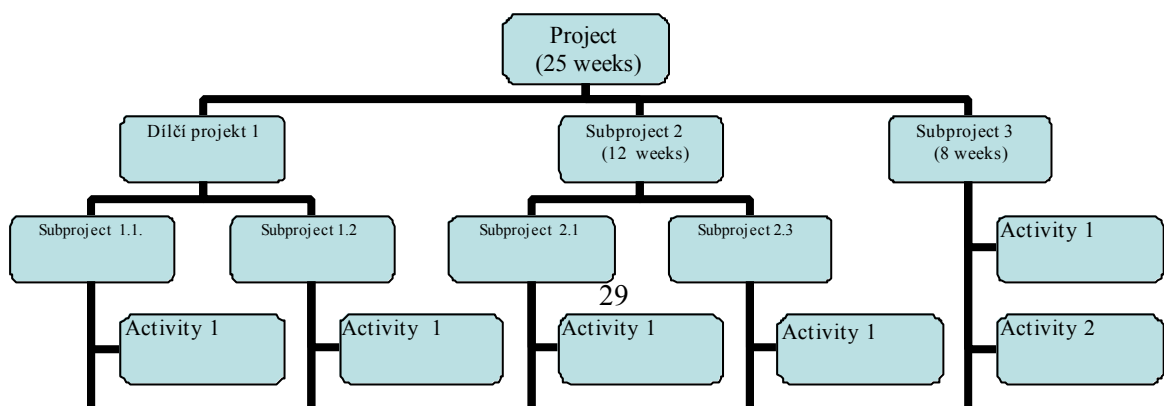 Project
(25 weeks)
Dílčí projekt 1
Subproject 2
(12 weeks)
Subproject 3
(8 weeks)
Subproject 1.1.
Subproject 1.2
Subproject 2.1
Subproject 2.3
Activity 1
29
Activity 1
Activity 1
Activity 1
Activity 1
Activity 2